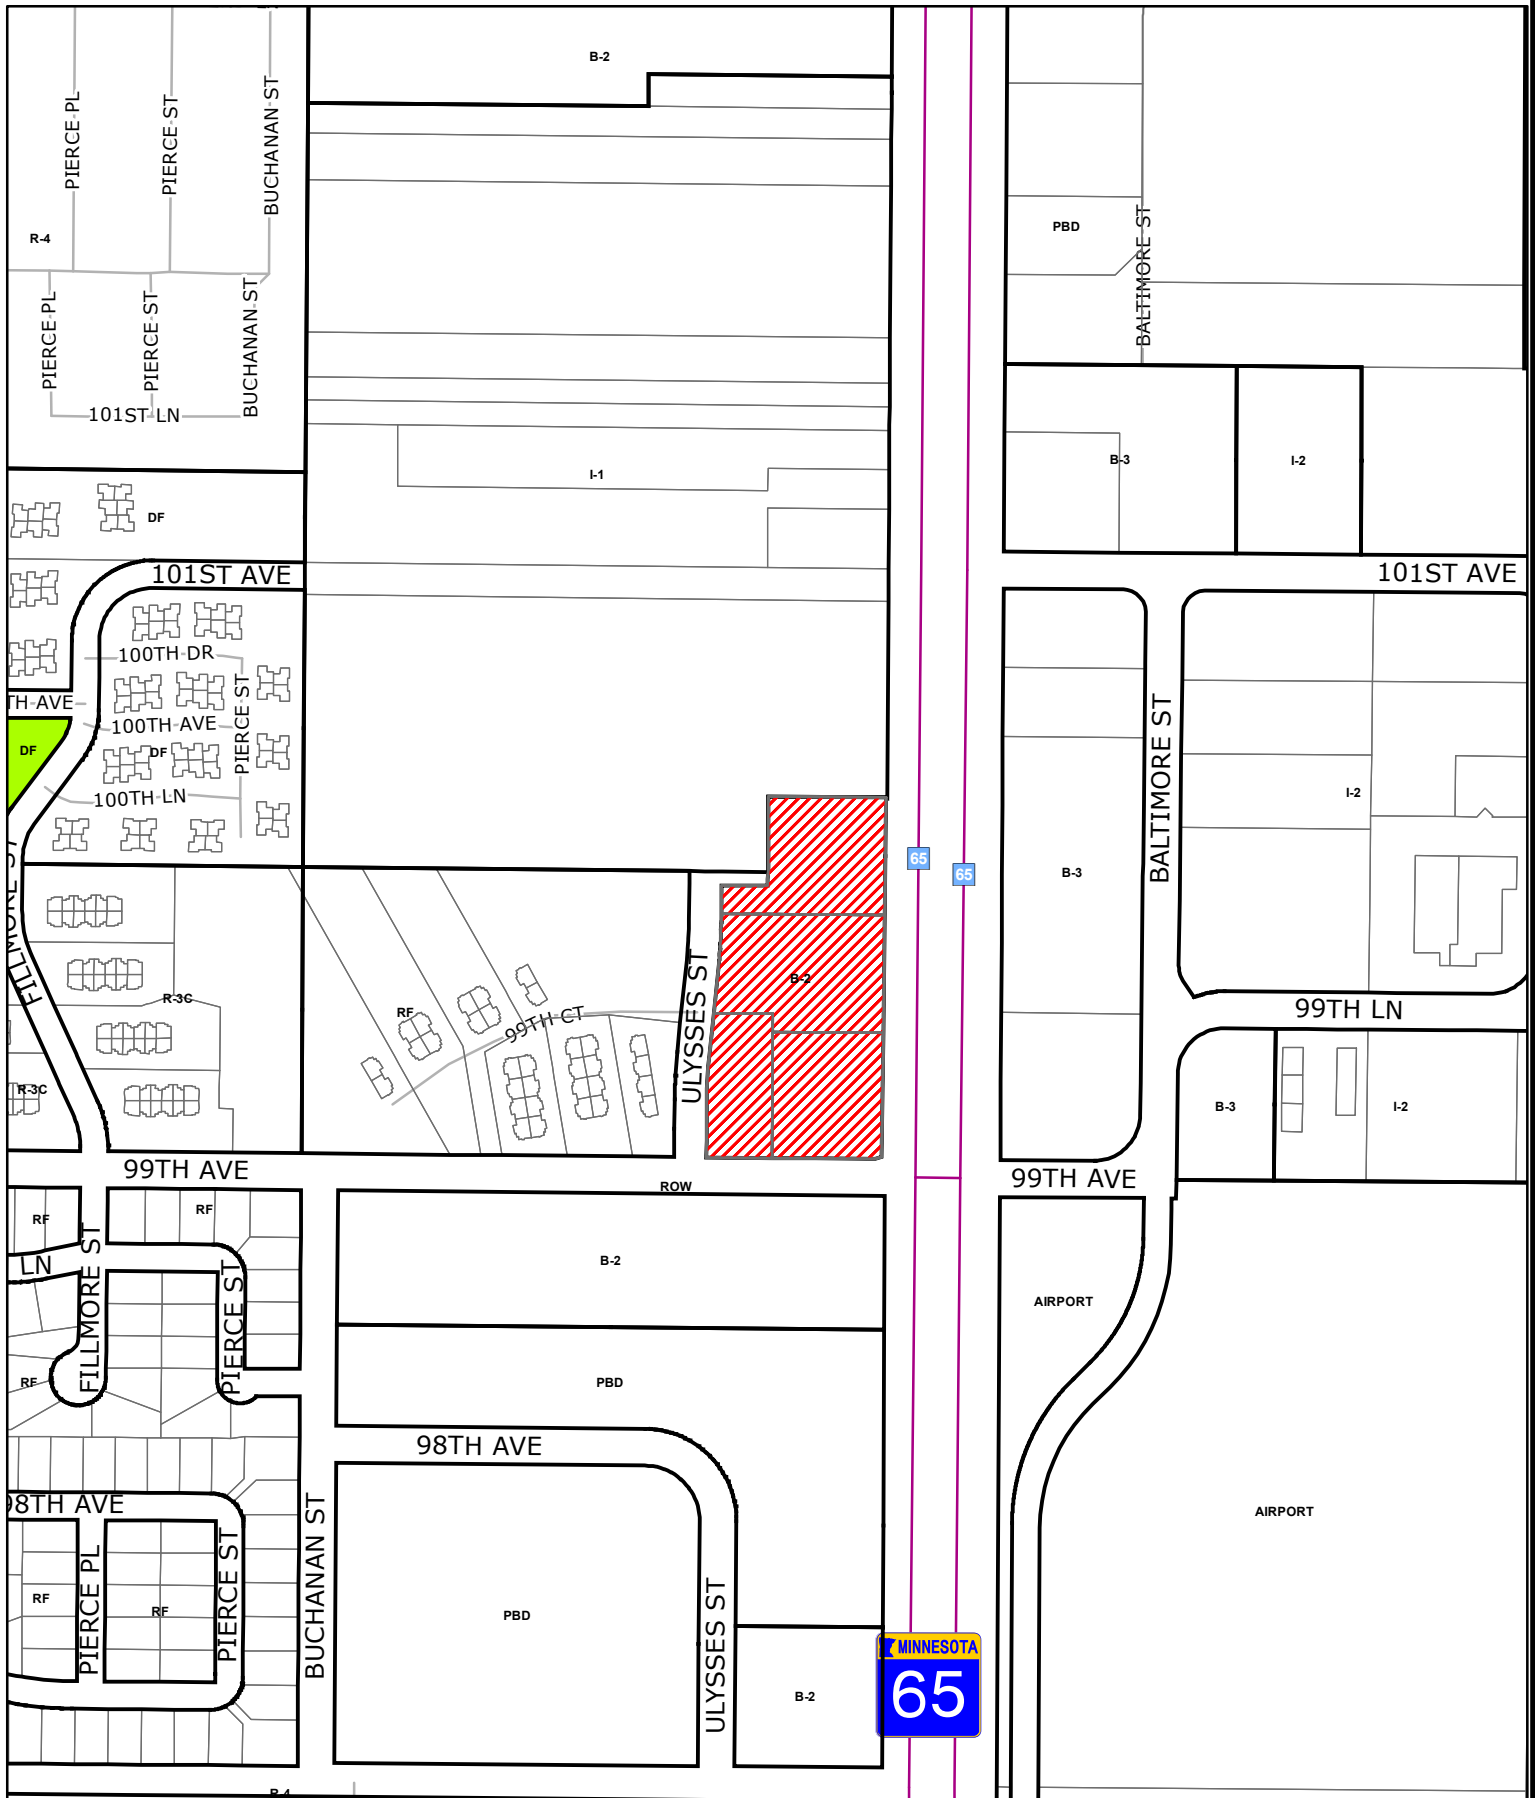 B-2
PIERCE PL
PIERCE ST
BUCHANAN ST
R-4
PBD
BALTIMORE ST
PIERCE PL
PIERCE ST
BUCHANAN ST
101ST LN
B-3
I-2
I-1
DF
101ST AVE
101ST AVE
100TH DR
PIERCE ST
TH AVE
100TH AVE
DF
DF
100TH LN
BALTIMORE ST
I-2
65
65
B-3
FILLMORE ST
FILLMORE ST
R-3C
RF
99TH CT
ULYSSES ST
B-2
99TH LN
R-3C
B-3
I-2
99TH AVE
99TH AVE
ROW
RF
RF
FILLMORE ST
LN
PIERCE ST
B-2
AIRPORT
RF
PBD
98TH AVE
98TH AVE
BUCHANAN ST
AIRPORT
PIERCE PL
PIERCE ST
RF
RF
PBD
ULYSSES ST
MINNESOTA
65
B-2
R-4